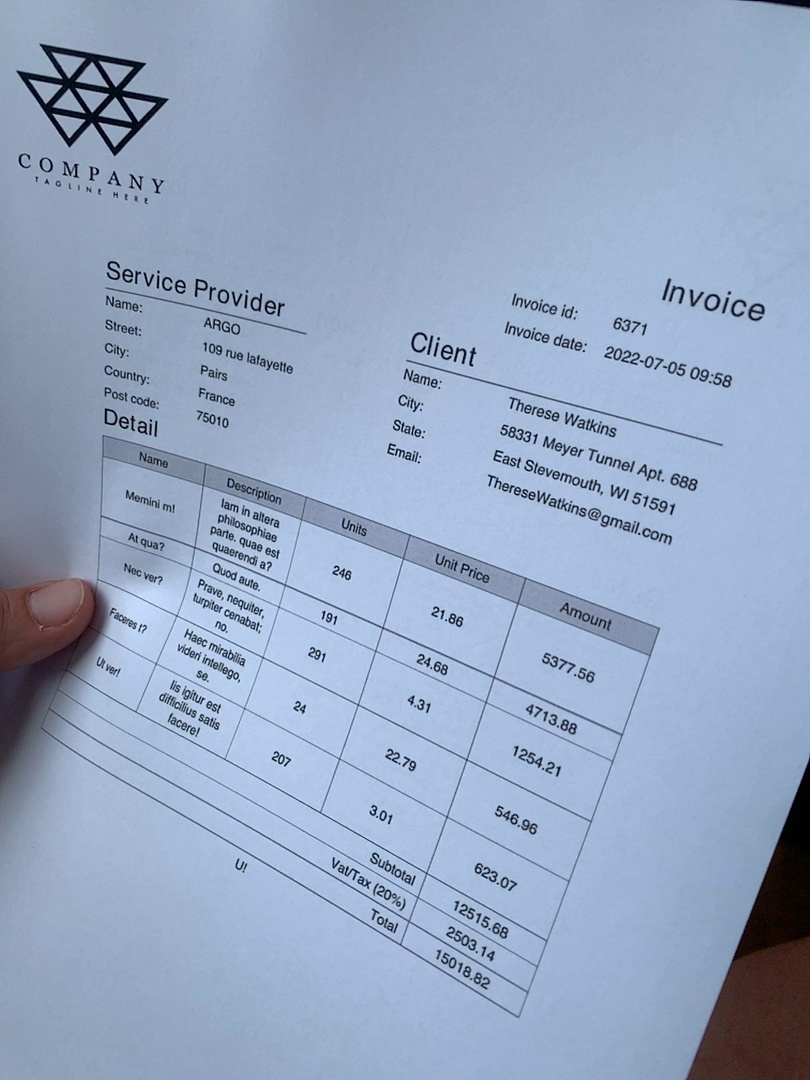 COMPANY
TAGLINE HERE
Invoice
Invoice id: 6371
Invoice date: 2022-07-05 09:58
Service Provider
Name: ARGO
Street: 109 rue lafayette
City: Pairs
Country: France
Post code: 75010
Client
Name: Therese Watkins
City: 58331 Meyer Tunnel Apt. 688
State: East Stevemouth, WI 51591
Email: ThereseWatkins@gmail.com
Detail
Name Description Units Unit Price Amount
Memini m! Iam in altera
philosophiae
parte. quae est
quaerendi a? 246 21.86 5377.56
At qua? Quod aute. 191 24.68 4713.88
Nec ver? Prave, nequiter,
turpiter cenabat;
no. 291 4.31 1254.21
Faceres t? Haec mirabilia
videri intellego,
se. 24 22.79 546.96
Ut ver! Iis igitur est
difficilius satis
facere! 207 3.01 623.07
Subtotal 12515.68
Vat/Tax (20%) 2503.14
Total 15018.82
U!